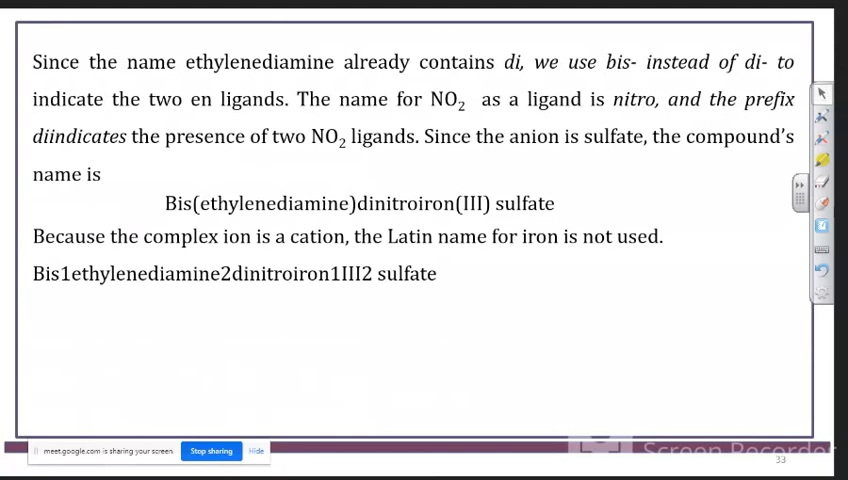 Since the name ethylenediamine already contains di, we use bis- instead of di- to
indicate the two en ligands. The name for NO₂ as a ligand is nitro, and the prefix
diindicates the presence of two NO₂ ligands. Since the anion is sulfate, the compound's
name is
Bis(ethylenediamine)dinitroiron(III) sulfate
Because the complex ion is a cation, the Latin name for iron is not used.
Bis1ethylenediamine2dinitroiron1III2 sulfate
meet.google.com is sharing your screen. Stop sharing Hide
Screen Recorder
33